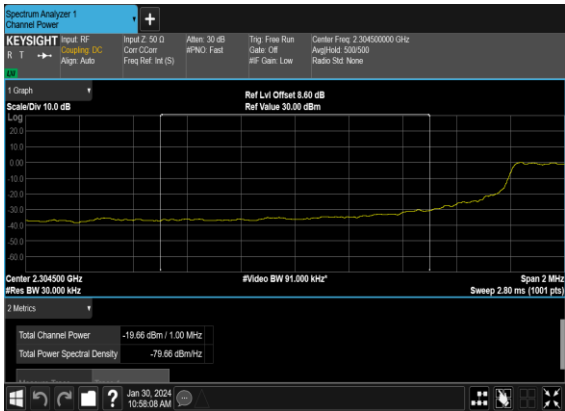 Spectrum Analyzer 1
Channel Power
+
KEYSIGHT Input: RF Input Z: 50 Ω Atten: 30 dB Trig: Free Run Center Freq: 2.304500000 GHz
R T Coupling: DC Corr CCorr #PNO: Fast Gate: Off Avg|Hold: 500/500
Align: Auto Freq Ref: Int (S) #IF Gain: Low Radio Std: None
1 Graph
Ref Lvl Offset 8.60 dB
Scale/Div 10.0 dB Ref Value 30.00 dBm
Log
20.0
10.0
0.00
-10.0
-20.0
-30.0
-40.0
-50.0
-60.0
Center 2.304500 GHz #Video BW 91.000 kHz* Span 2 MHz
#Res BW 30.000 kHz Sweep 2.80 ms (1001 pts)
2 Metrics
Total Channel Power -19.66 dBm / 1.00 MHz
Total Power Spectral Density -79.66 dBm/Hz
?
Jan 30, 2024
10:58:08 AM